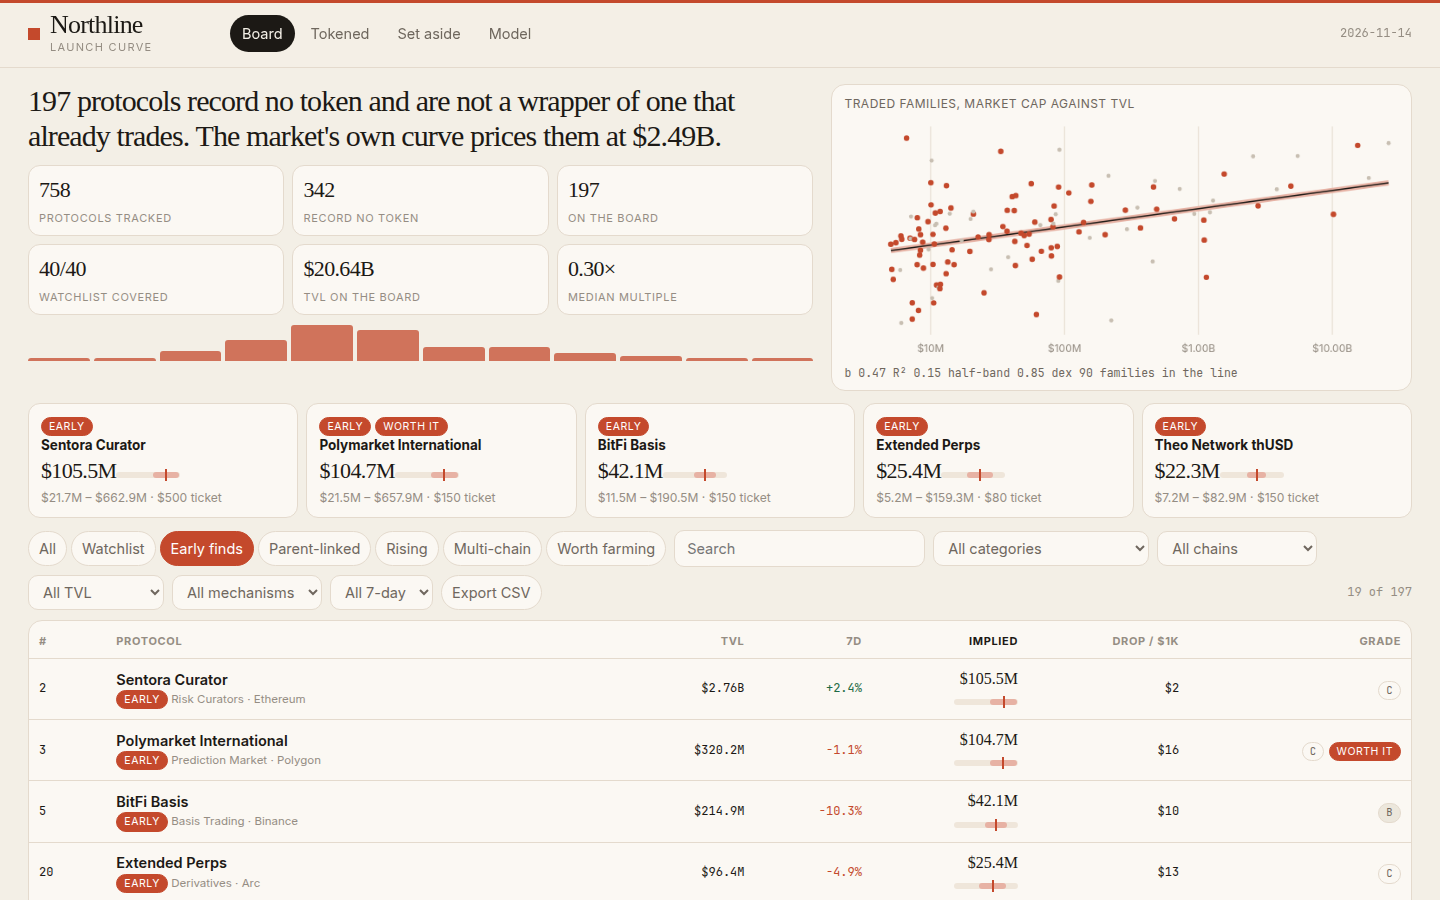 Northline
LAUNCH CURVE
Board
Tokened
Set aside
Model
2026-11-14
197 protocols record no token and are not a wrapper of one that
already trades. The market's own curve prices them at $2.49B.
758
PROTOCOLS TRACKED
342
RECORD NO TOKEN
197
ON THE BOARD
40/40
WATCHLIST COVERED
$20.64B
TVL ON THE BOARD
0.30×
MEDIAN MULTIPLE
TRADED FAMILIES, MARKET CAP AGAINST TVL
$10M
$100M
$1.00B
$10.00B
b 0.47 R² 0.15 half-band 0.85 dex 90 families in the line
EARLY
Sentora Curator
$105.5M
$21.7M – $662.9M · $500 ticket
EARLY WORTH IT
Polymarket International
$104.7M
$21.5M – $657.9M · $150 ticket
EARLY
BitFi Basis
$42.1M
$11.5M – $190.5M · $150 ticket
EARLY
Extended Perps
$25.4M
$5.2M – $159.3M · $80 ticket
EARLY
Theo Network thUSD
$22.3M
$7.2M – $82.9M · $150 ticket
All
Watchlist
Early finds
Parent-linked
Rising
Multi-chain
Worth farming
Search
All categories
All chains
All TVL
All mechanisms
All 7-day
Export CSV
19 of 197
# PROTOCOL TVL 7D IMPLIED DROP / $1K GRADE
2 Sentora Curator $2.76B +2.4% $105.5M $2 C
EARLY Risk Curators · Ethereum
3 Polymarket International $320.2M -1.1% $104.7M $16 C WORTH IT
EARLY Prediction Market · Polygon
5 BitFi Basis $214.9M -10.3% $42.1M $10 B
EARLY Basis Trading · Binance
20 Extended Perps $96.4M -4.9% $25.4M $13 C
EARLY Derivatives · Arc